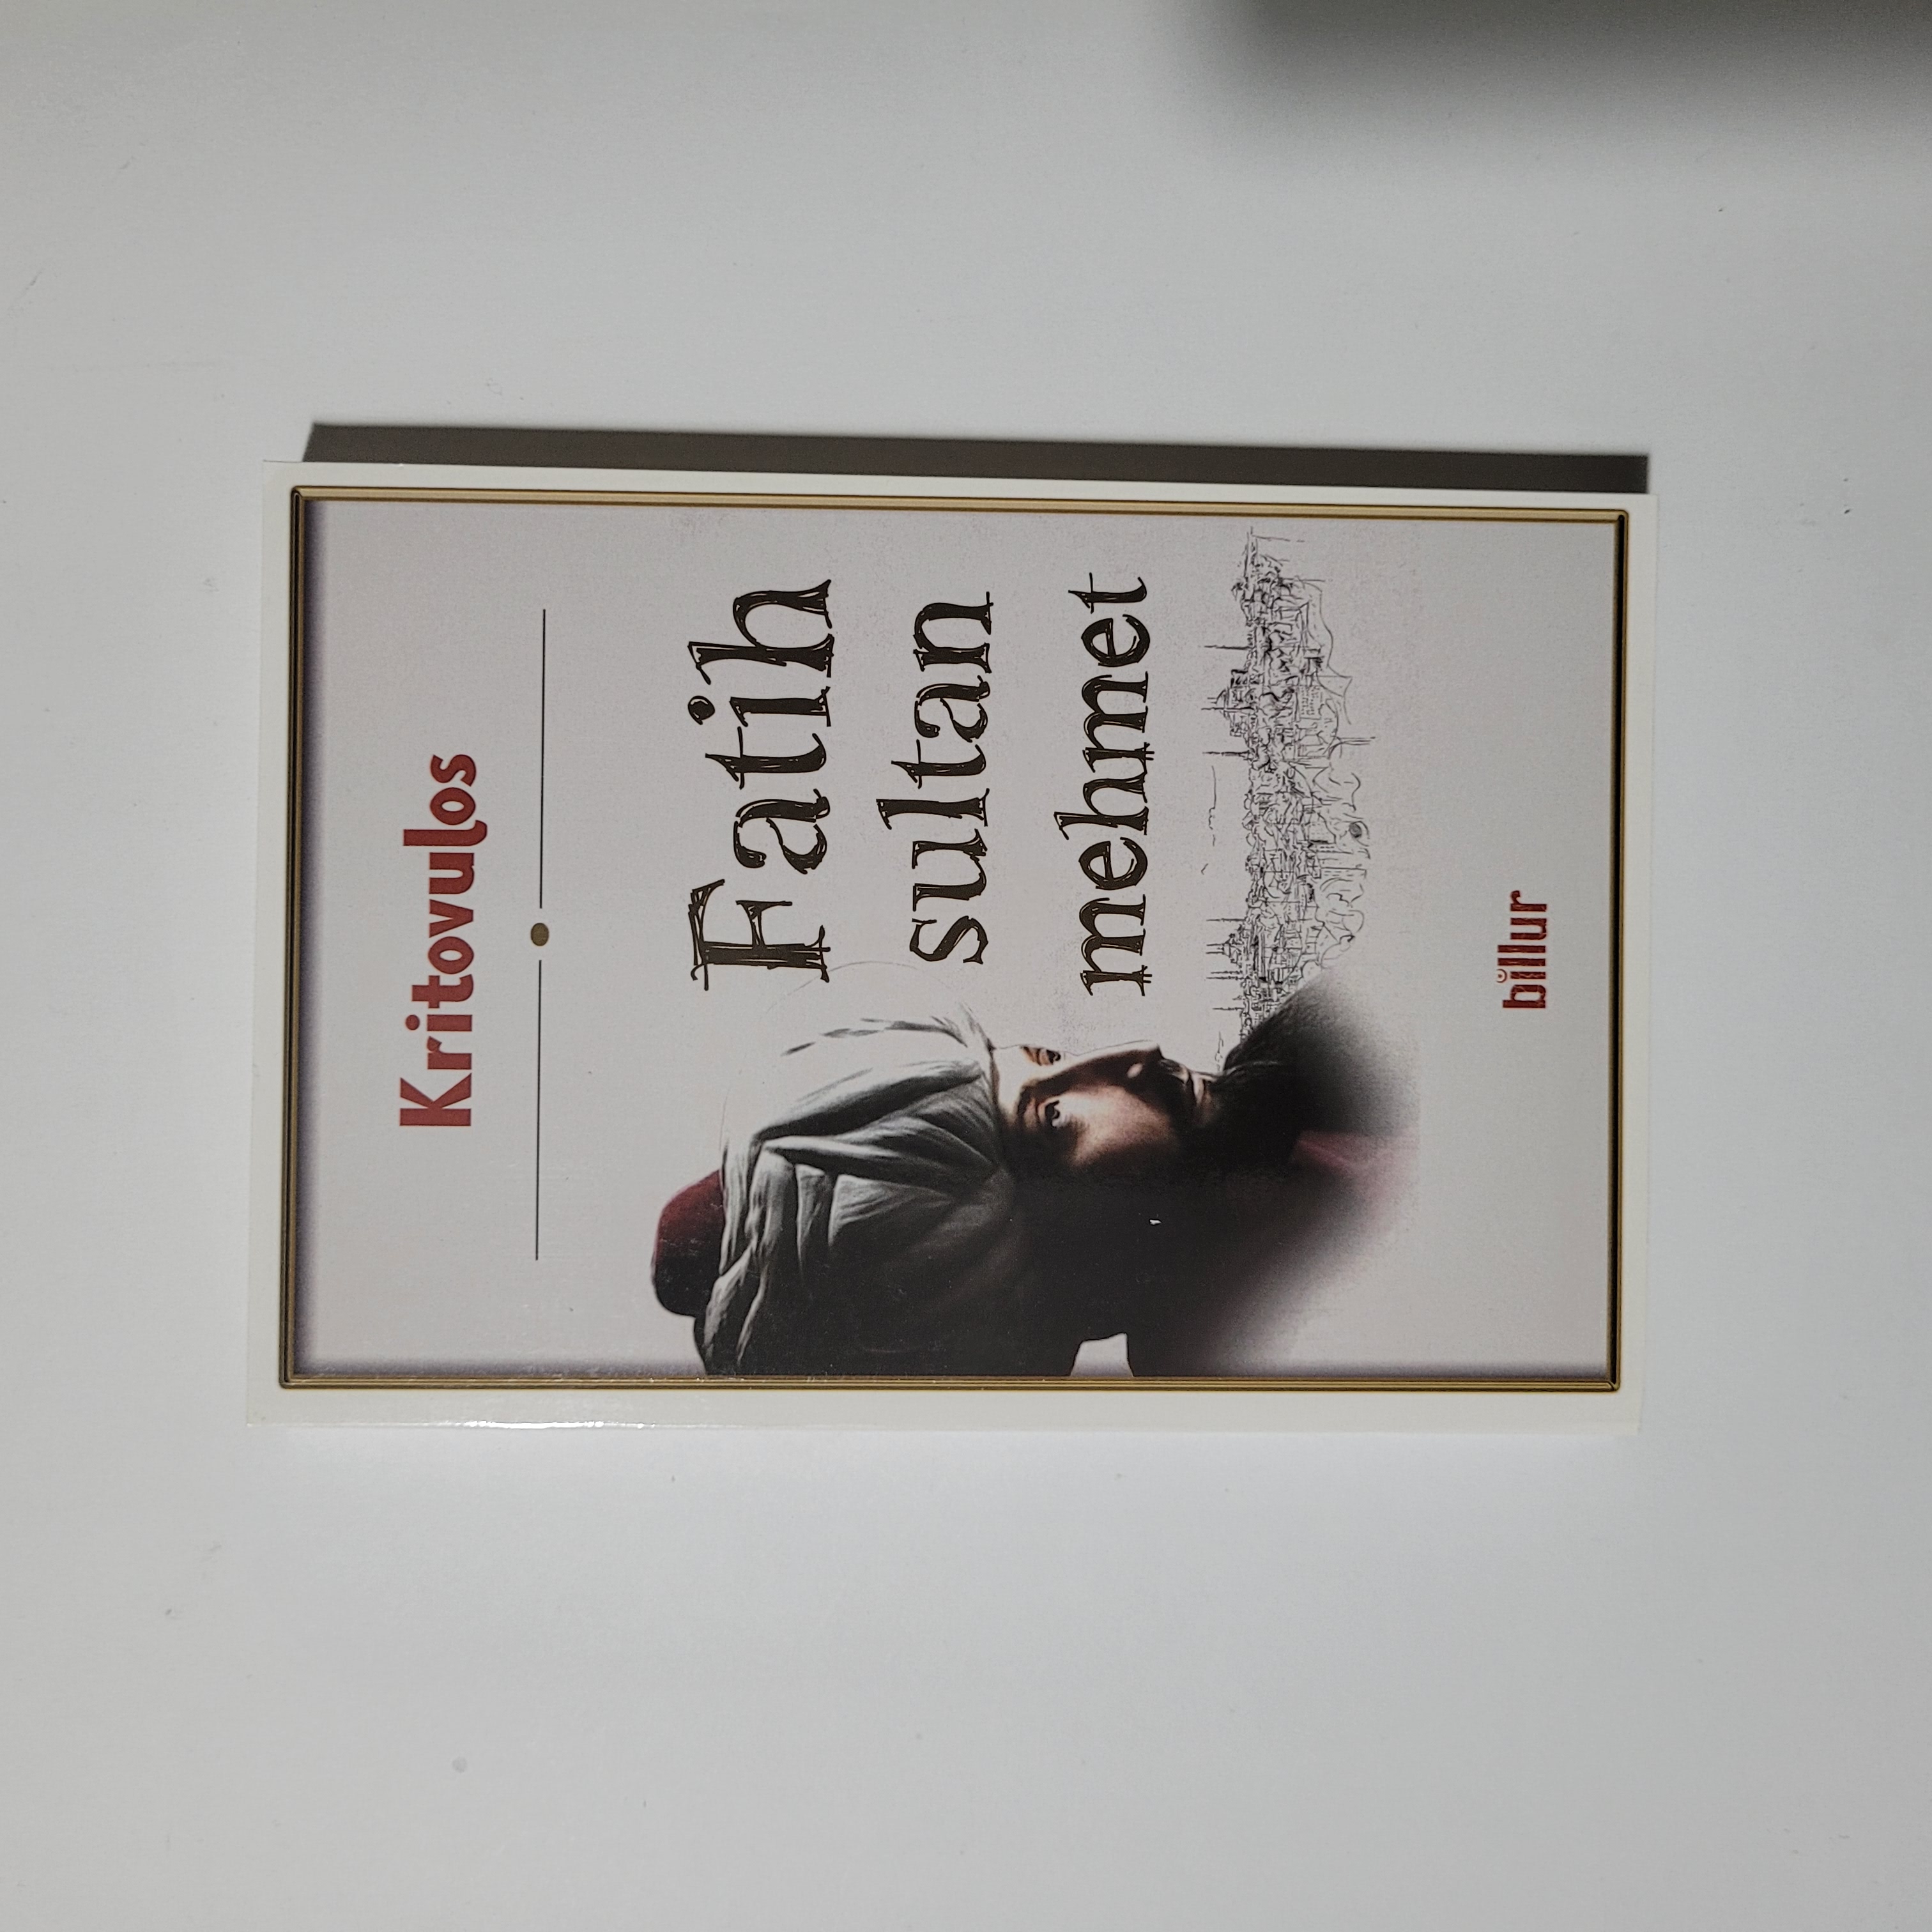 Kritovulos
Fatih
sultan
mehmet
billur